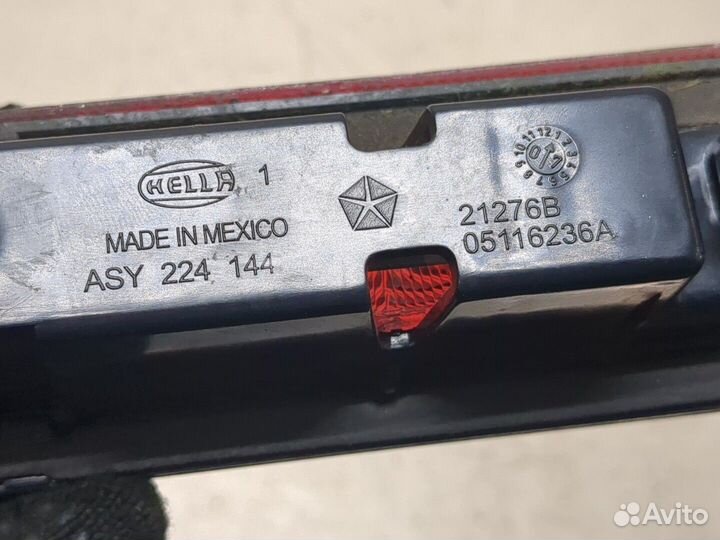 HELLA 1
MADE IN MEXICO
ASY 224 144
21276B
05116236A
Avito